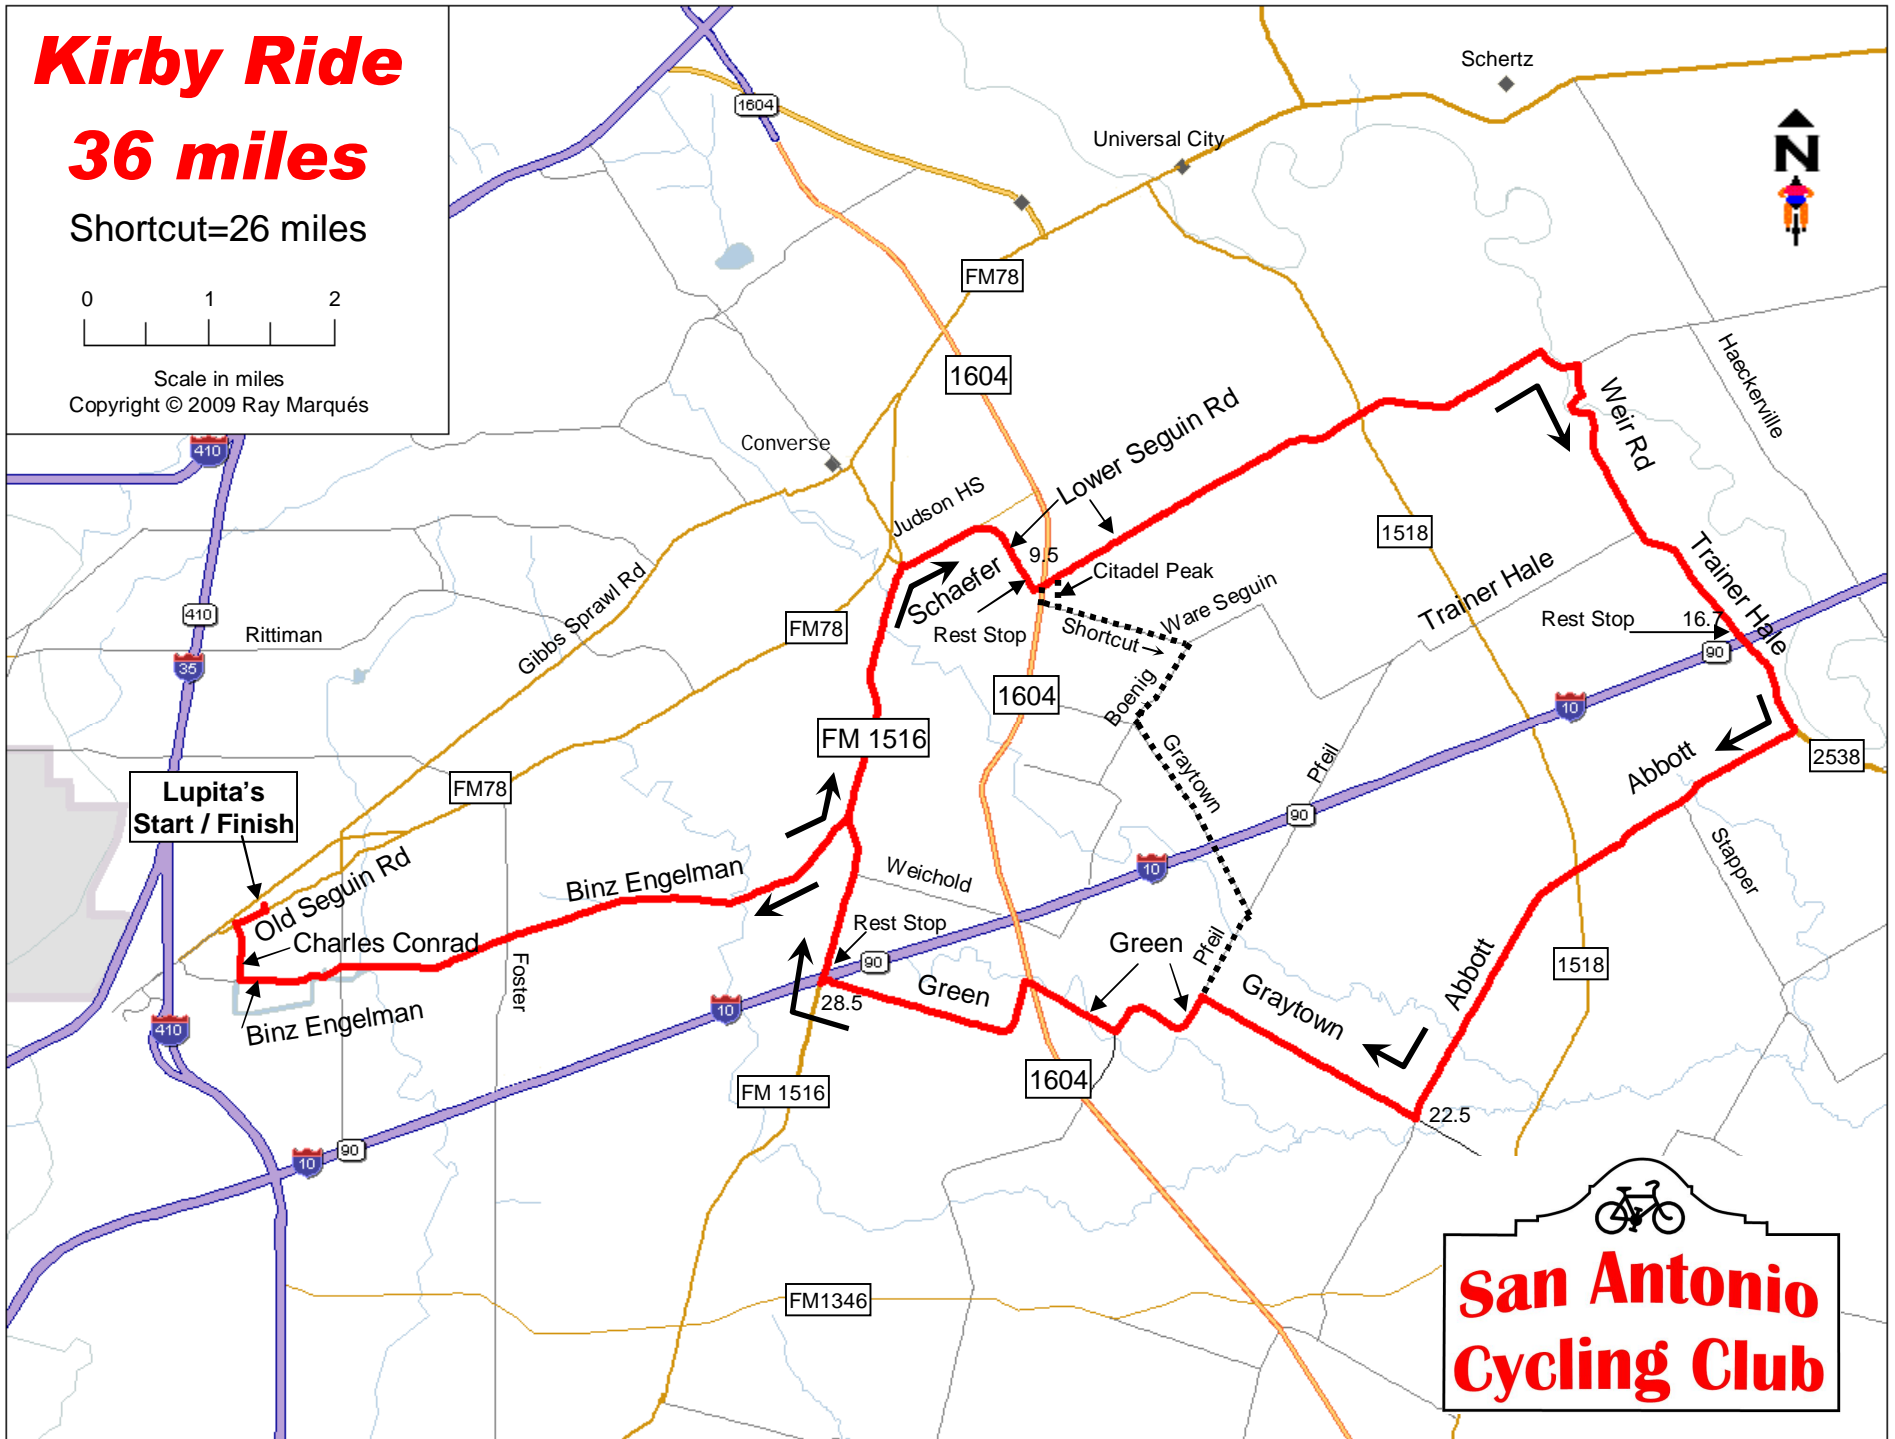 Kirby Ride
36 miles
Shortcut=26 miles
0 1 2
Scale in miles
Copyright © 2009 Ray Marqués
1604
Schertz
Universal City
N
FM78
1604
Haeckerville
Weir Rd
410
Converse
Lower Seguin Rd
Judson HS
9.5
1518
Citadel Peak
Schaefer
Ware Seguin
Trainer Hale
Trainer Hale
410
Rittiman
Gibbs Sprawl Rd
FM78
Rest Stop
Shortcut
Rest Stop
16.7
90
35
1604
Boenig
10
FM 1516
Graytown
Pfeil
Abbott
2538
FM78
Lupita's
Start / Finish
90
Old Seguin Rd
Binz Engelman
Weichold
10
Stapper
Charles Conrad
Rest Stop
90
Green
Pfeil
Abbott
1518
Foster
Green
Graytown
28.5
10
Binz Engelman
410
FM 1516
1604
22.5
10
90
FM1346
San Antonio
Cycling Club